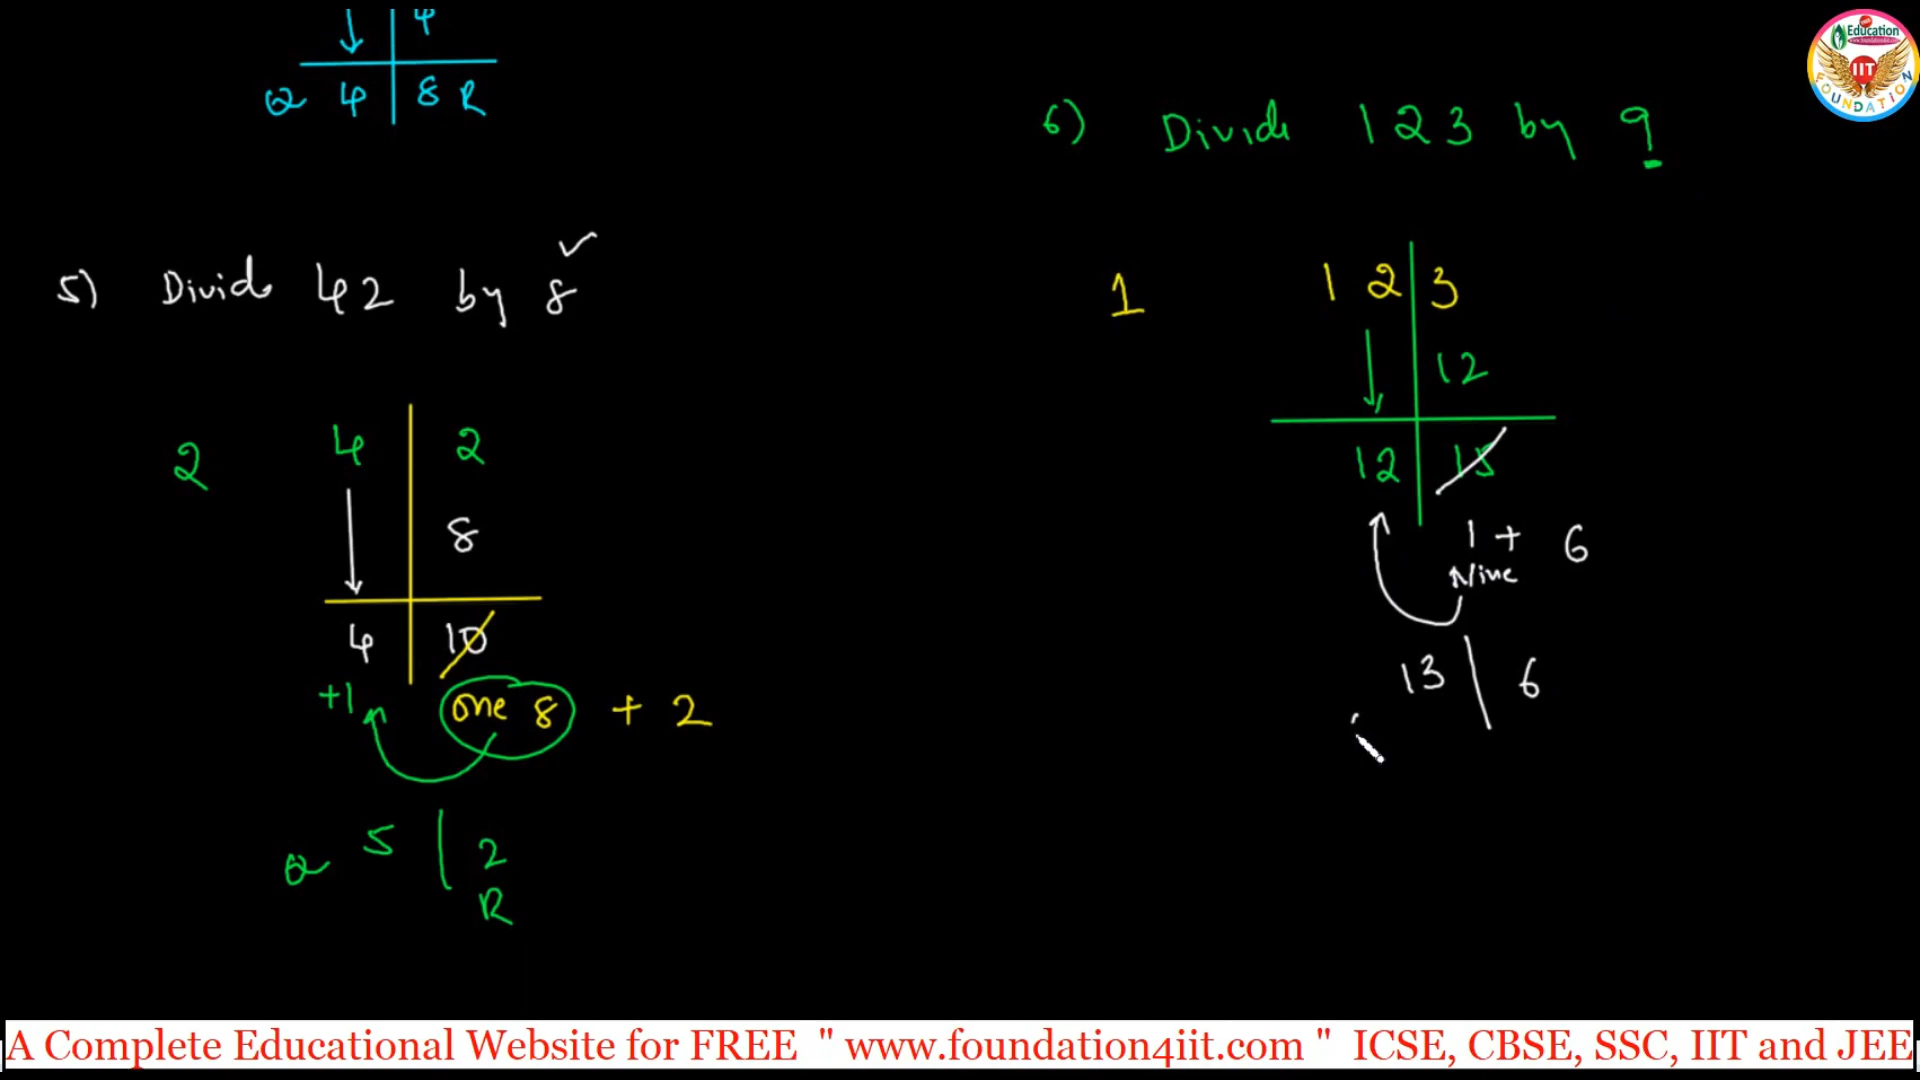 4
Q 4 8 R
5) Divide 42 by 8
2 4 2
8
4 10
+1 one 8 + 2
Q 5 2
R
6) Divide 123 by 9
1 1 2 3
12
12 15
1 + 6
Nine
13 6
Education
IIT
FOUNDATION
A Complete Educational Website for FREE " www.foundation4iit.com " ICSE, CBSE, SSC, IIT and JEE